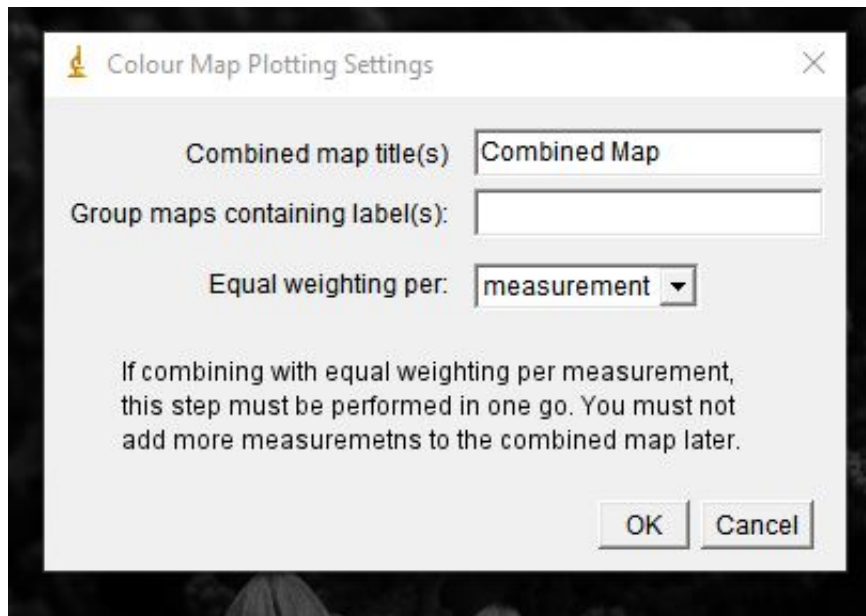 Colour Map Plotting Settings
Combined map title(s) Combined Map
Group maps containing label(s):
Equal weighting per: measurement
If combining with equal weighting per measurement,
this step must be performed in one go. You must not
add more measuremetns to the combined map later.
OK Cancel